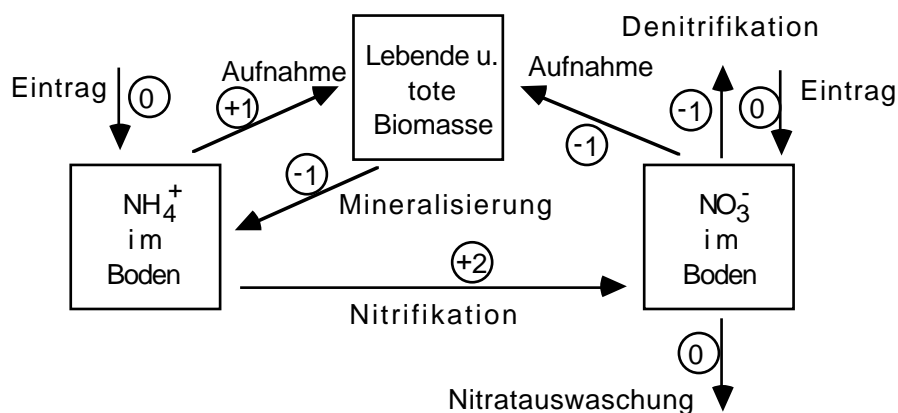 Denitrifikation
Eintrag
0
Aufnahme
+1
Lebende u.
tote
Biomasse
Aufnahme
-1
-1
0
Eintrag
-1
Mineralisierung
NH4+
im
Boden
+2
Nitrifikation
NO3-
im
Boden
0
Nitratauswaschung